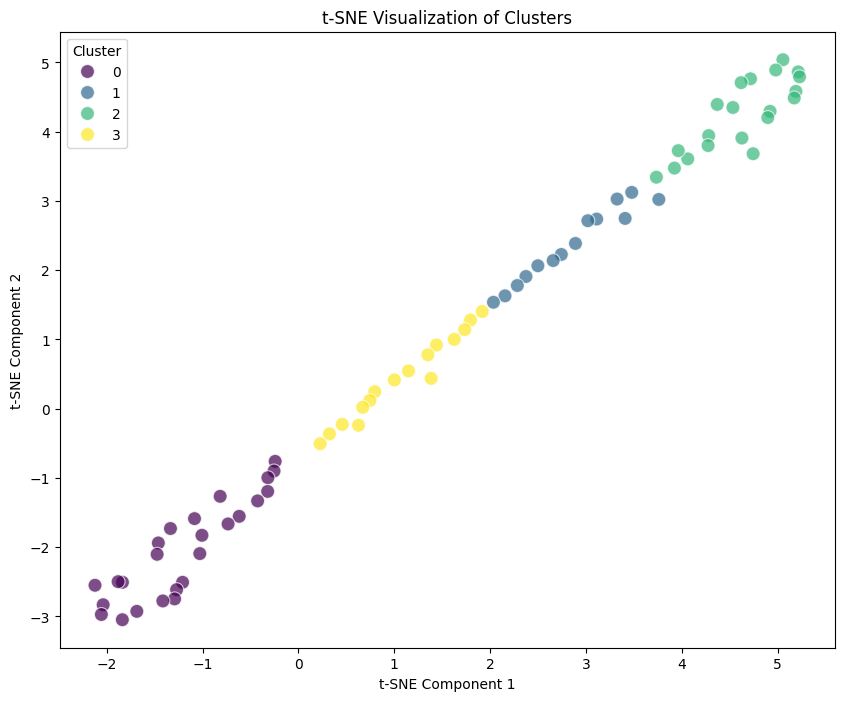 t-SNE Visualization of Clusters
Cluster
0
1
2
3
5
4
3
2
1
0
−1
−2
−3
t-SNE Component 2
−2 −1 0 1 2 3 4 5
t-SNE Component 1